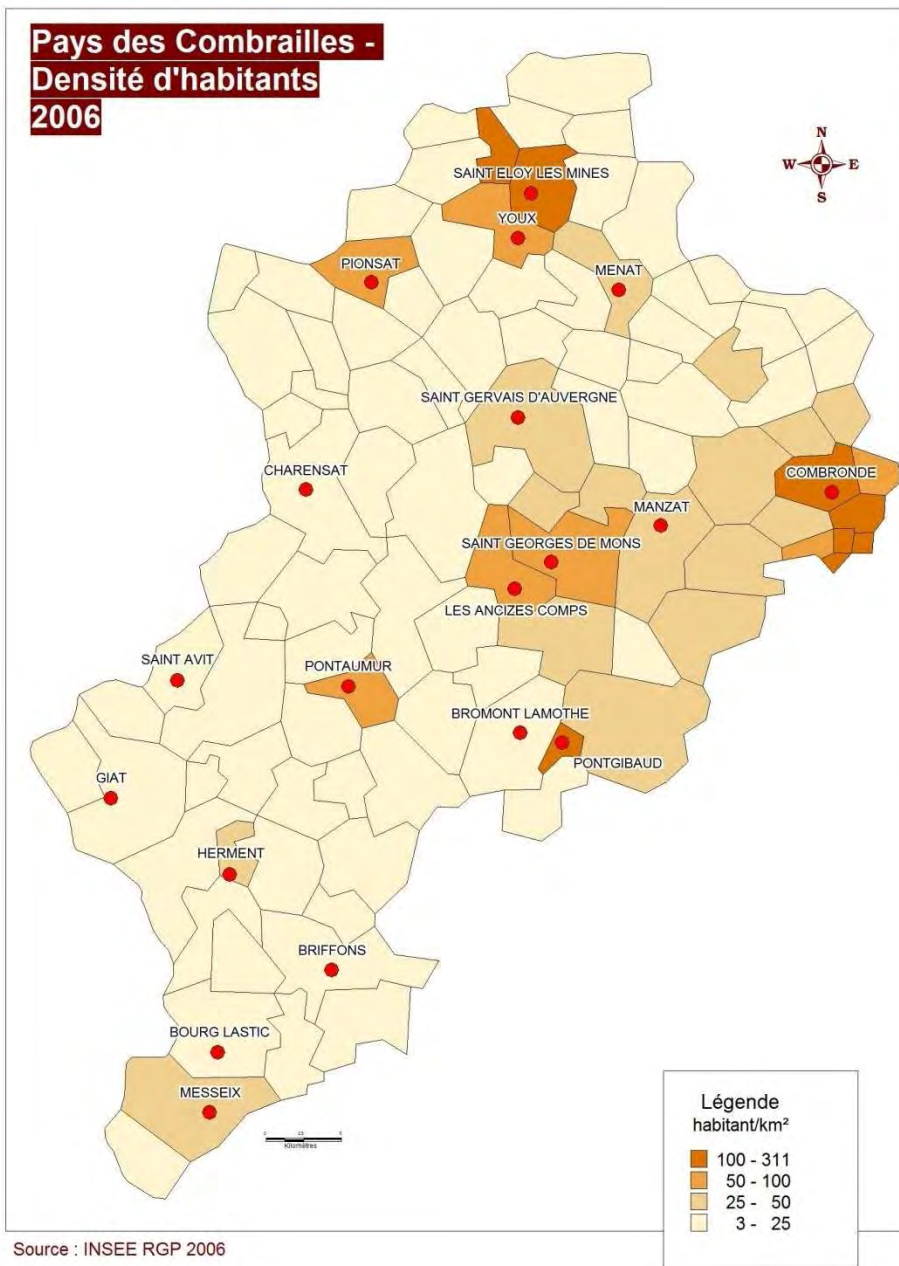 Pays des Combrailles -
Densité d'habitants
2006
N
W E
S
SAINT ELOY LES MINES
YOUX
PIONSAT
MENAT
SAINT GERVAIS D'AUVERGNE
CHARENSAT
COMBRONDE
MANZAT
SAINT GEORGES DE MONS
LES ANCIZES COMPS
SAINT AVIT
PONTAUMUR
BROMONT LAMOTHE
PONTGIBAUD
GIAT
HERMENT
BRIFFONS
BOURG LASTIC
MESSEIX
Kilomètres
Légende
habitant/km²
100 - 311
50 - 100
25 - 50
3 - 25
Source : INSEE RGP 2006